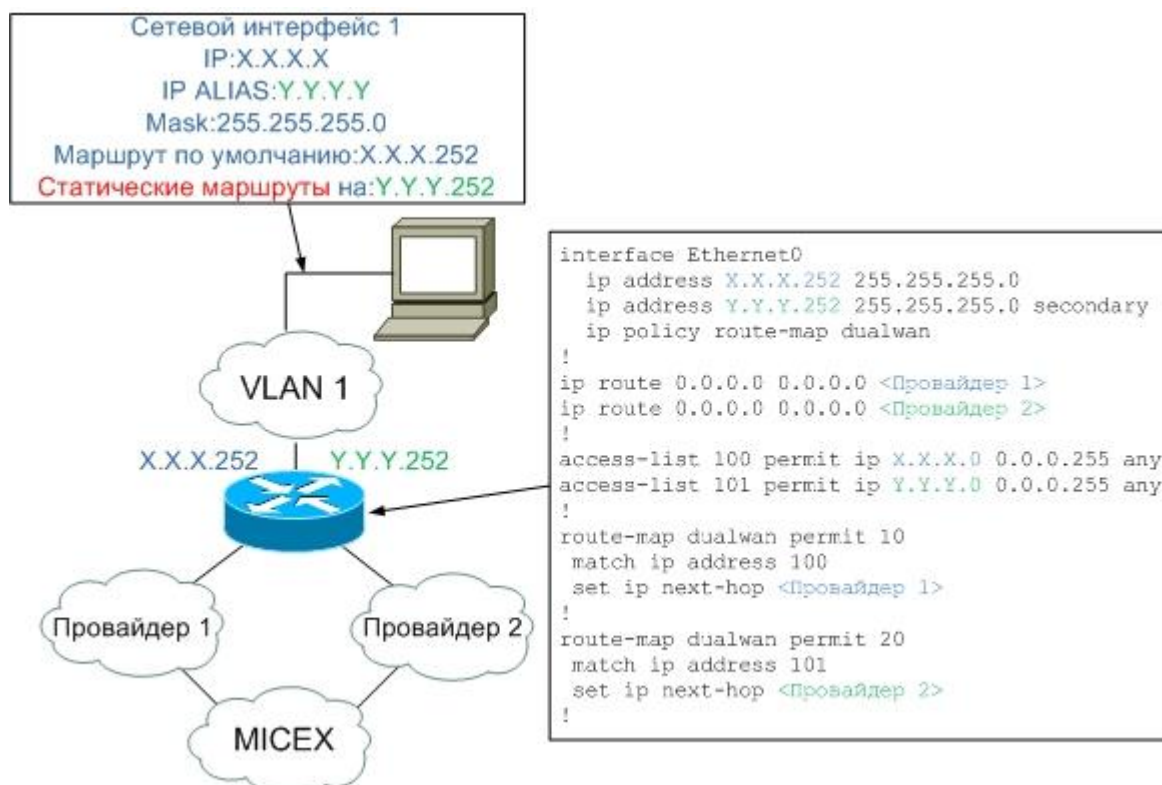 Сетевой интерфейс 1
IP:X.X.X.X
IP ALIAS:Y.Y.Y.Y
Mask:255.255.255.0
Маршрут по умолчанию:X.X.X.252
Статические маршруты на:Y.Y.Y.252
VLAN 1
X.X.X.252
Y.Y.Y.252
Провайдер 1
Провайдер 2
MICEX
interface Ethernet0
ip address X.X.X.252 255.255.255.0
ip address Y.Y.Y.252 255.255.255.0 secondary
ip policy route-map dualwan
!
ip route 0.0.0.0 0.0.0.0 <Провайдер 1>
ip route 0.0.0.0 0.0.0.0 <Провайдер 2>
!
access-list 100 permit ip X.X.X.0 0.0.0.255 any
access-list 101 permit ip Y.Y.Y.0 0.0.0.255 any
!
route-map dualwan permit 10
match ip address 100
set ip next-hop <Провайдер 1>
!
route-map dualwan permit 20
match ip address 101
set ip next-hop <Провайдер 2>
!